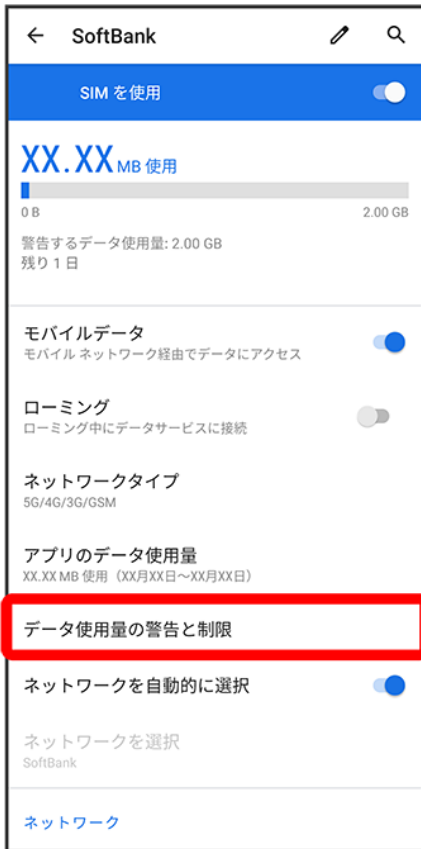 SoftBank
SIM を使用
XX.XX MB 使用
0 B 2.00 GB
警告するデータ使用量: 2.00 GB
残り 1 日
モバイルデータ
モバイル ネットワーク経由でデータにアクセス
ローミング
ローミング中にデータサービスに接続
ネットワークタイプ
5G/4G/3G/GSM
アプリのデータ使用量
XX.XX MB 使用（XX月XX日～XX月XX日）
データ使用量の警告と制限
ネットワークを自動的に選択
ネットワークを選択
SoftBank
ネットワーク